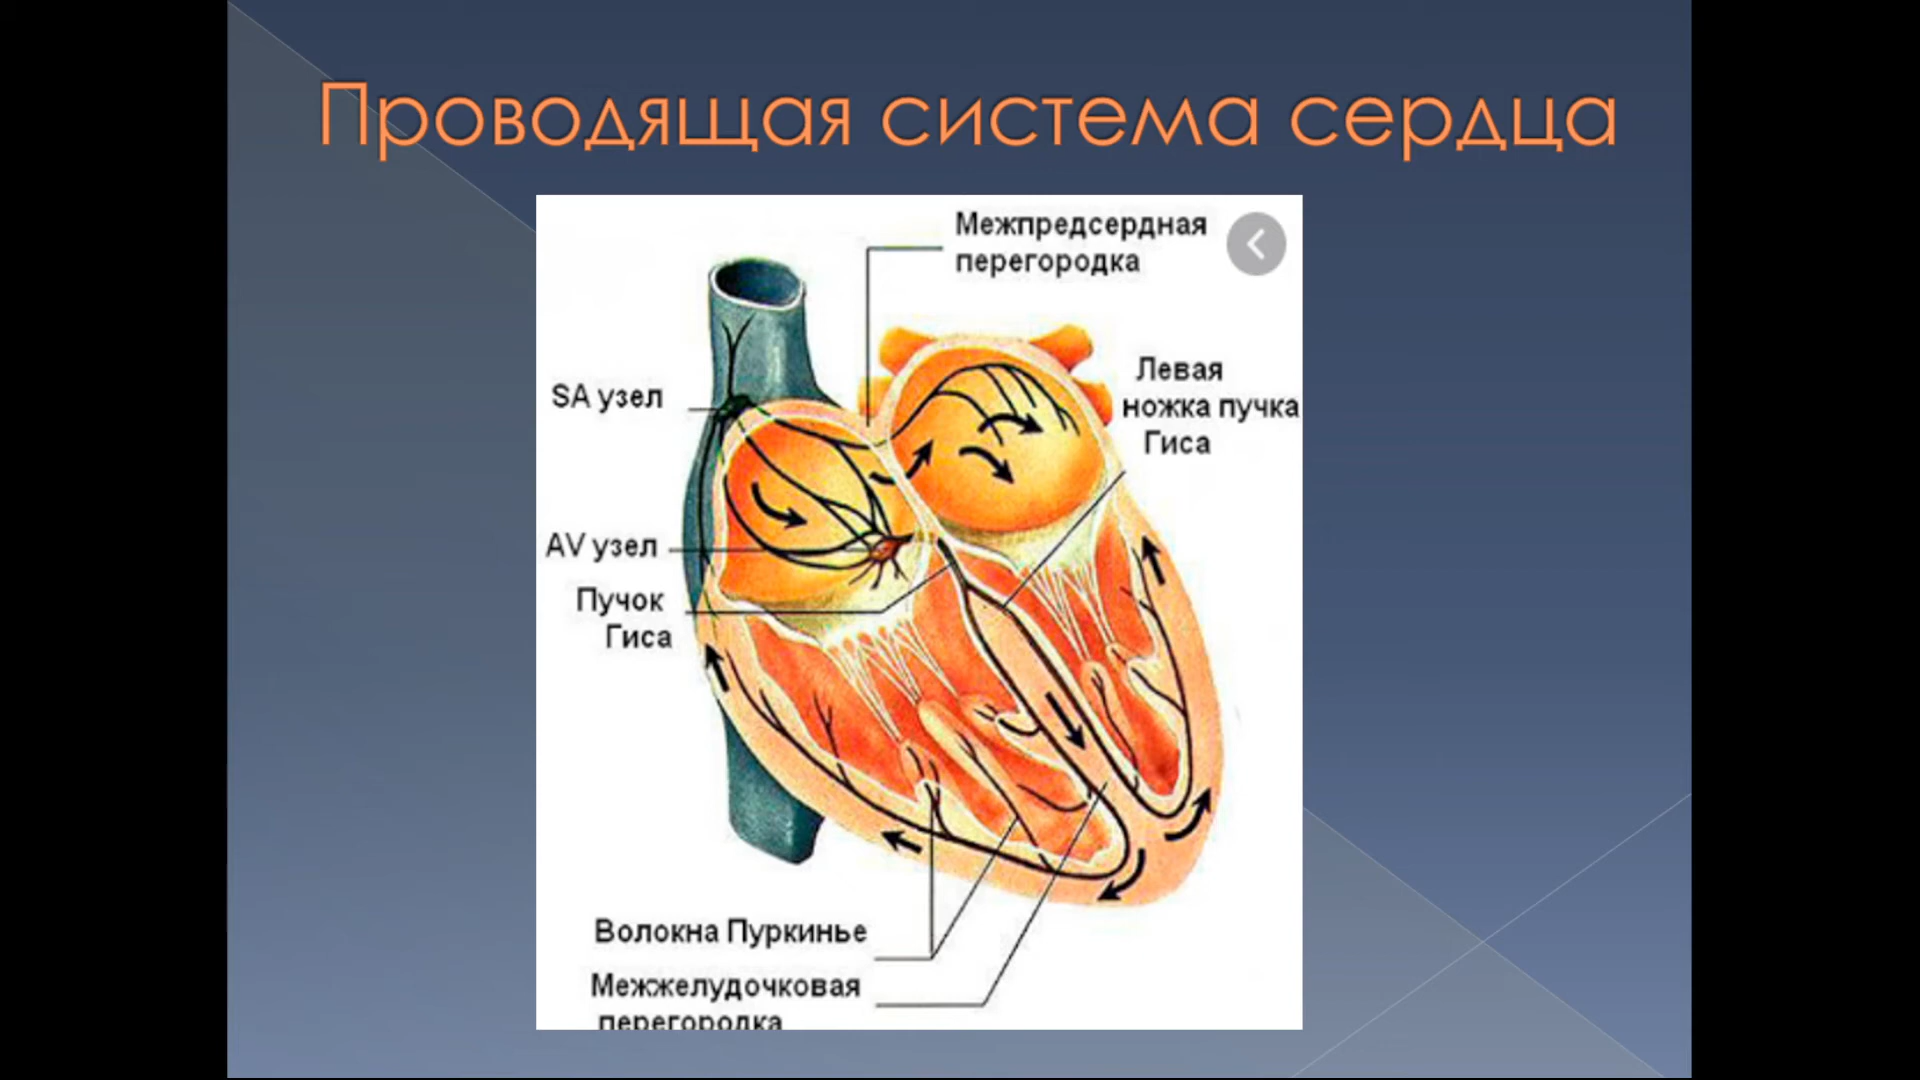 Проводящая система сердца
Межпредсердная
перегородка
Левая
ножка пучка
Гиса
SA узел
AV узел
Пучок
Гиса
Волокна Пуркинье
Межжелудочковая
перегородка